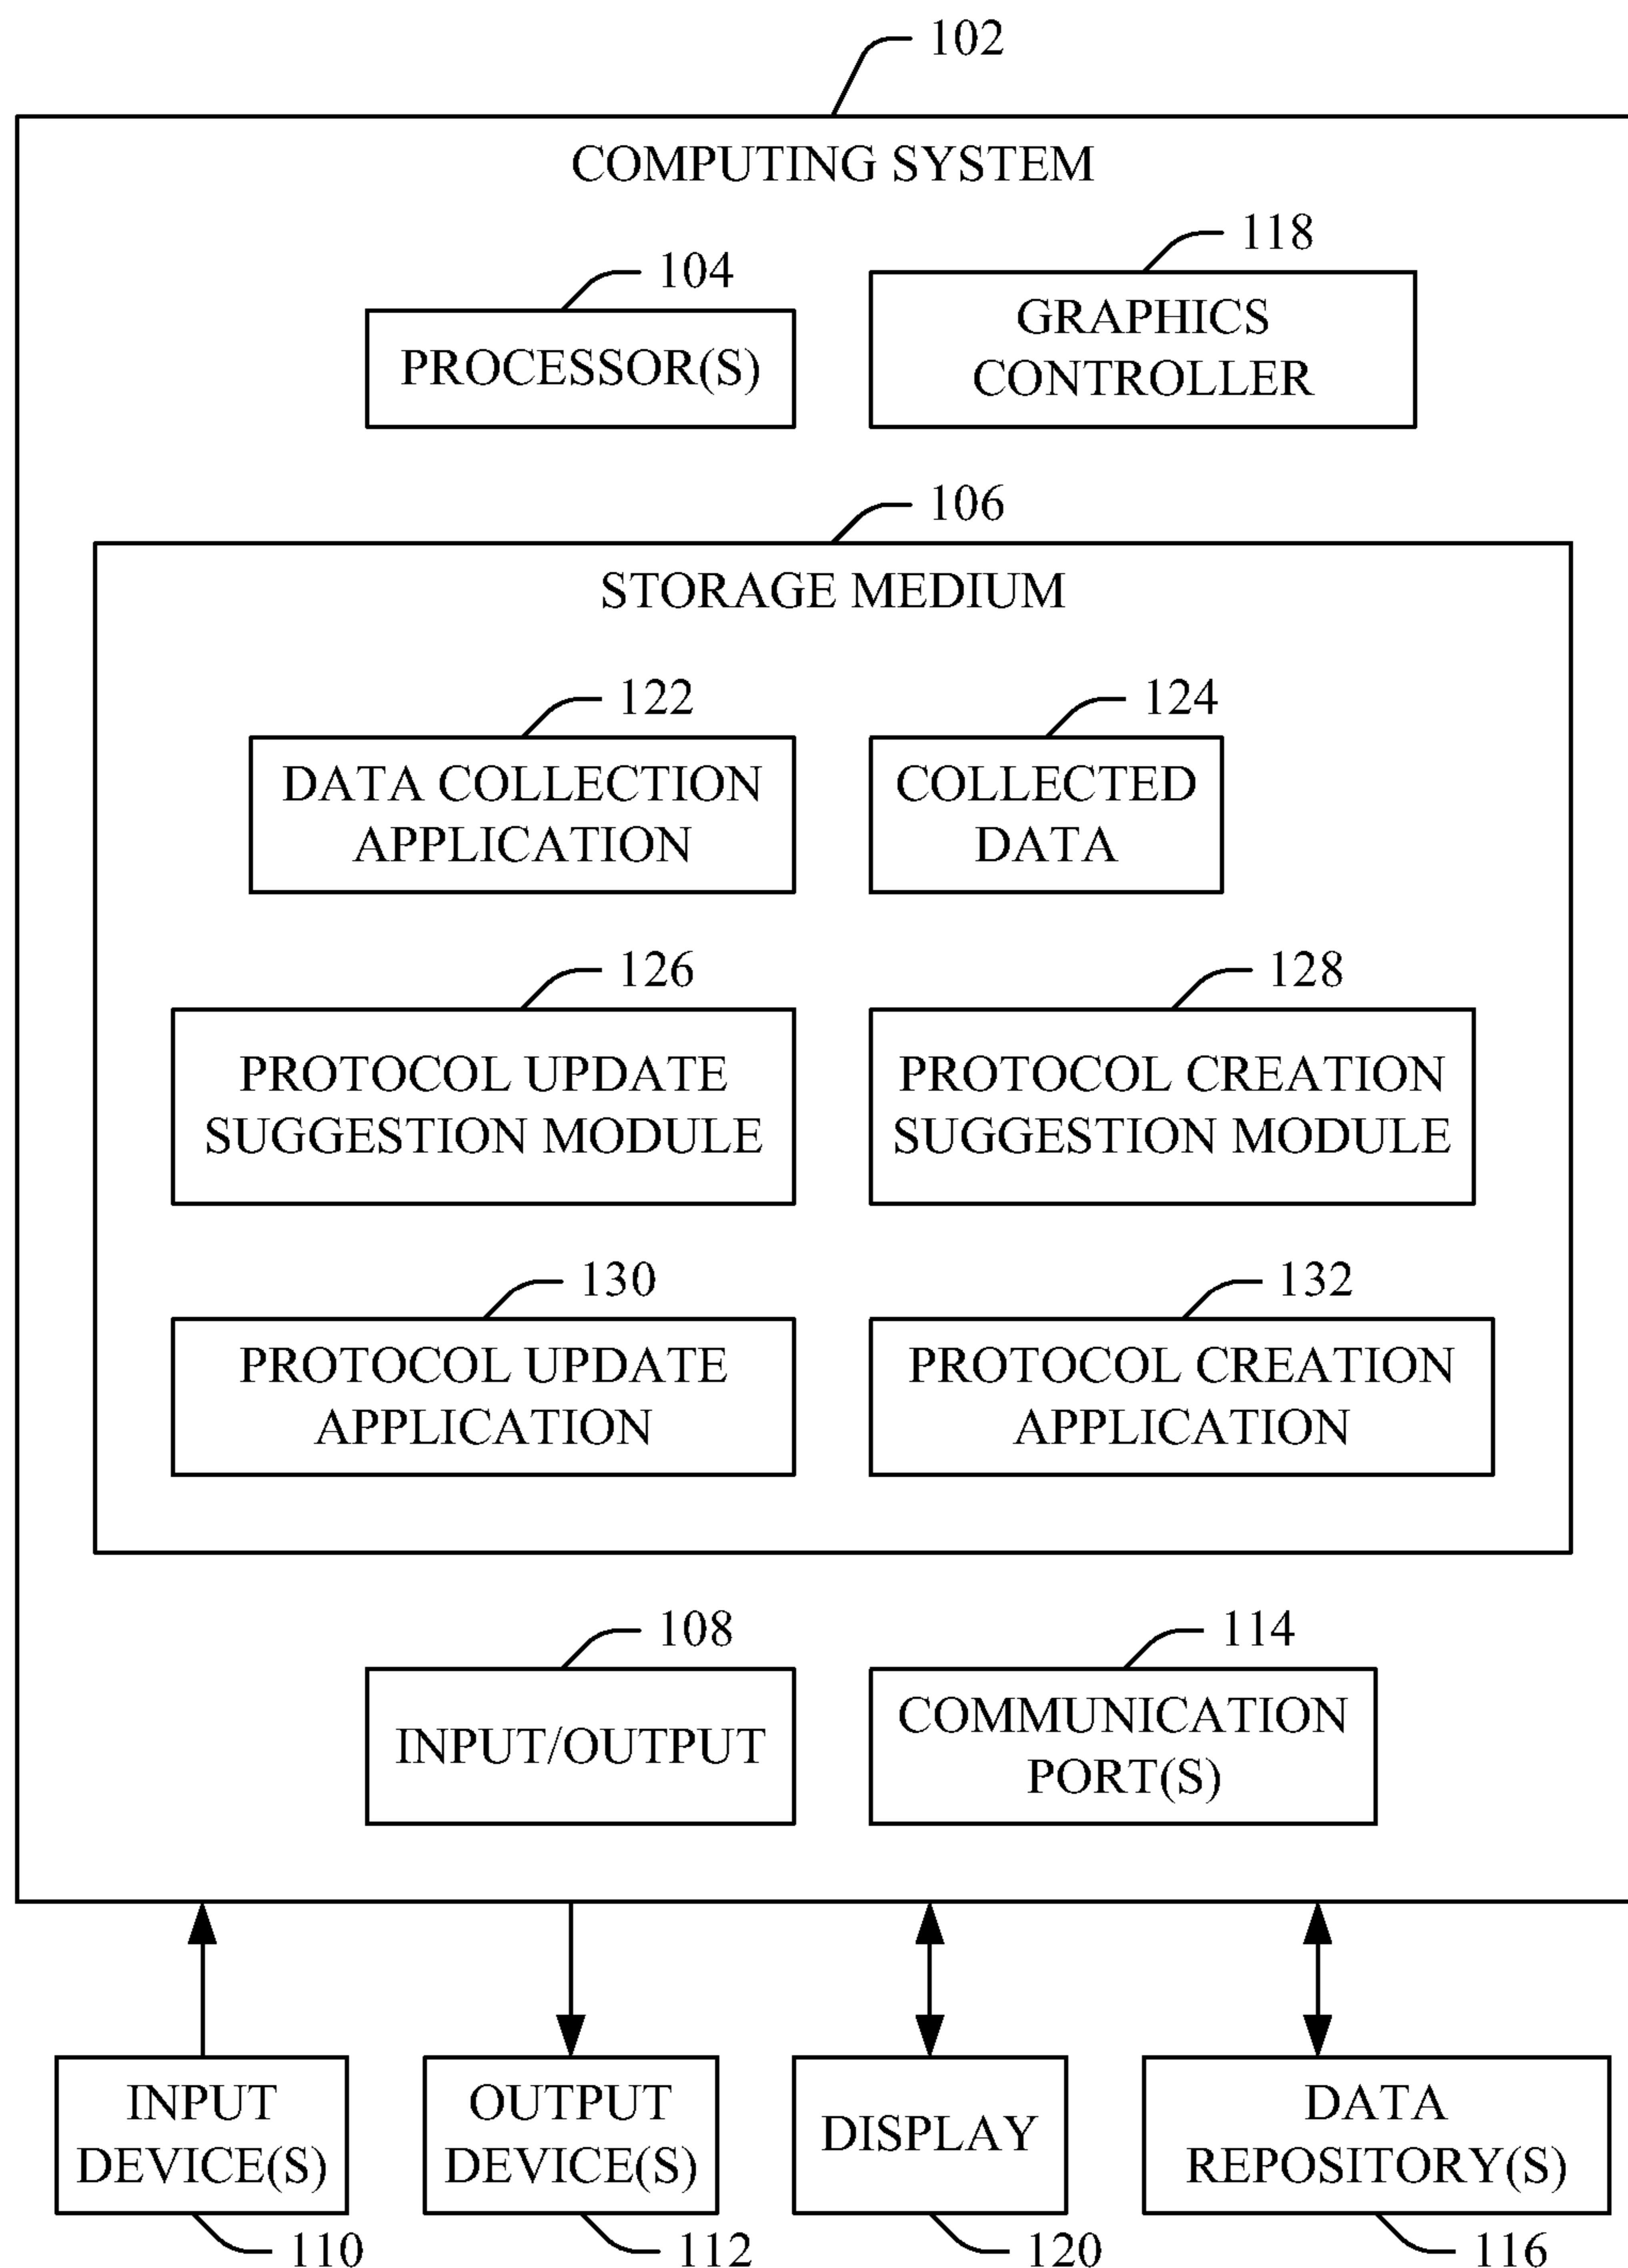 102
COMPUTING SYSTEM
104
PROCESSOR(S)
118
GRAPHICS
CONTROLLER
106
STORAGE MEDIUM
122
DATA COLLECTION
APPLICATION
124
COLLECTED
DATA
126
PROTOCOL UPDATE
SUGGESTION MODULE
128
PROTOCOL CREATION
SUGGESTION MODULE
130
PROTOCOL UPDATE
APPLICATION
132
PROTOCOL CREATION
APPLICATION
108
INPUT/OUTPUT
114
COMMUNICATION
PORT(S)
INPUT
DEVICE(S)
110
OUTPUT
DEVICE(S)
112
DISPLAY
120
DATA
REPOSITORY(S)
116